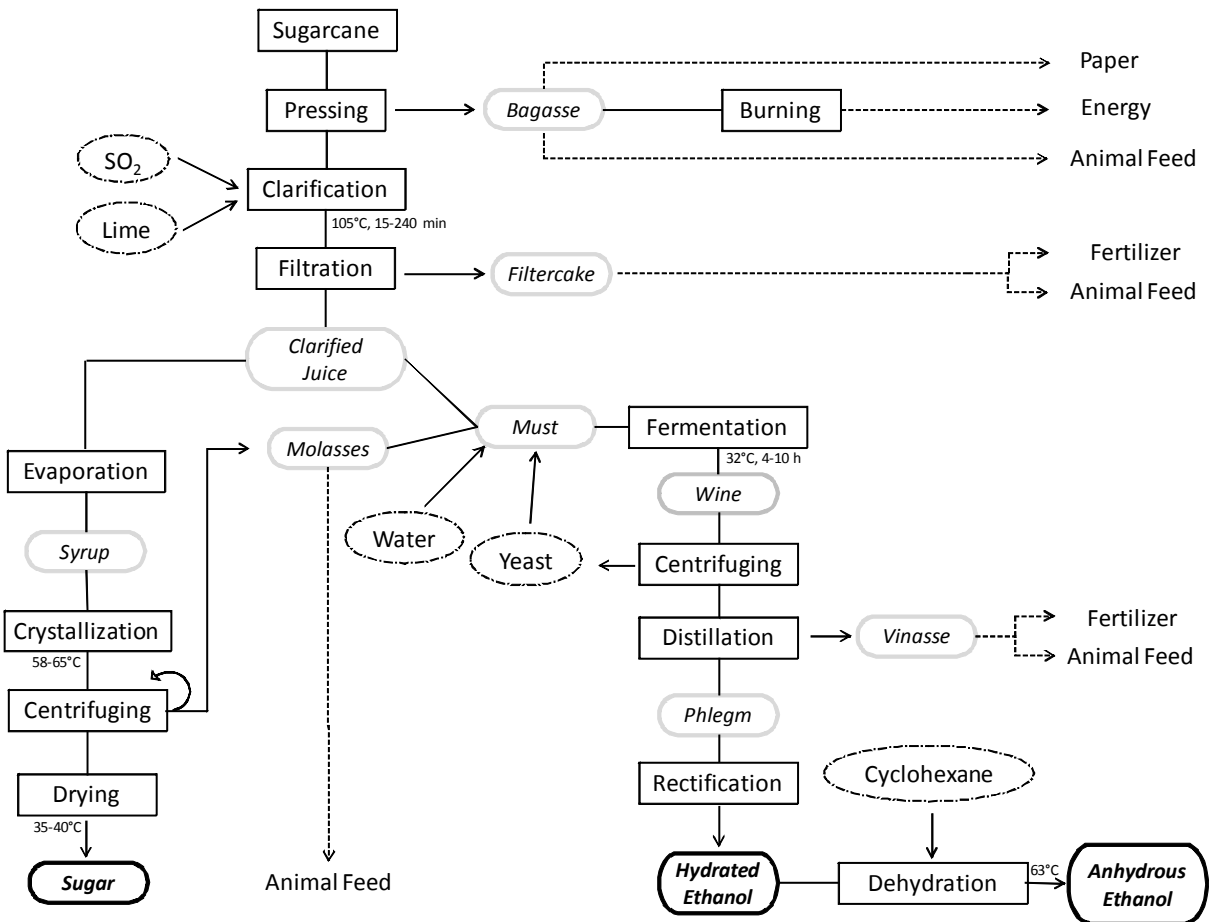 Sugarcane
Paper
Pressing
Bagasse
Burning
Energy
SO₂
Animal Feed
Clarification
Lime
105°C, 15-240 min
Filtration
Filtercake
Fertilizer
Animal Feed
Clarified
Juice
Molasses
Must
Fermentation
32°C, 4-10 h
Evaporation
Wine
Syrup
Water
Yeast
Centrifuging
Crystallization
58-65°C
Distillation
Vinasse
Fertilizer
Animal Feed
Centrifuging
Phlegm
Drying
35-40°C
Rectification
Cyclohexane
Sugar
Animal Feed
Hydrated
Ethanol
Dehydration
63°C
Anhydrous
Ethanol